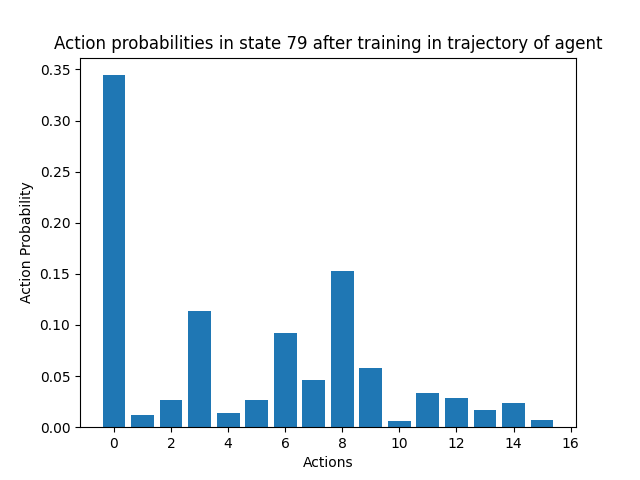 Action probabilities in state 79 after training in trajectory of agent
0.35
0.30
0.25
0.20
0.15
0.10
0.05
0.00
Action Probability
0 2 4 6 8 10 12 14 16
Actions